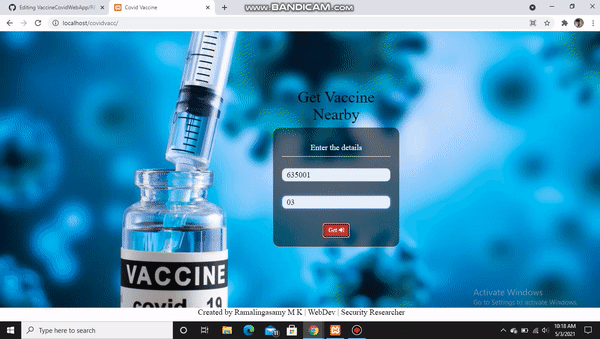 Editing VaccineCovidWebApp/R
Covid Vaccine
www.BANDICAM.com
localhost/covidvacc/
Get Vaccine
Nearby
Enter the details
635001
03
Get
VACCINE
covid 19
Activate Windows
Go to Settings to activate Windows.
Created by Ramalingasamy M K | WebDev | Security Researcher
Type here to search
10:18 AM
5/3/2021